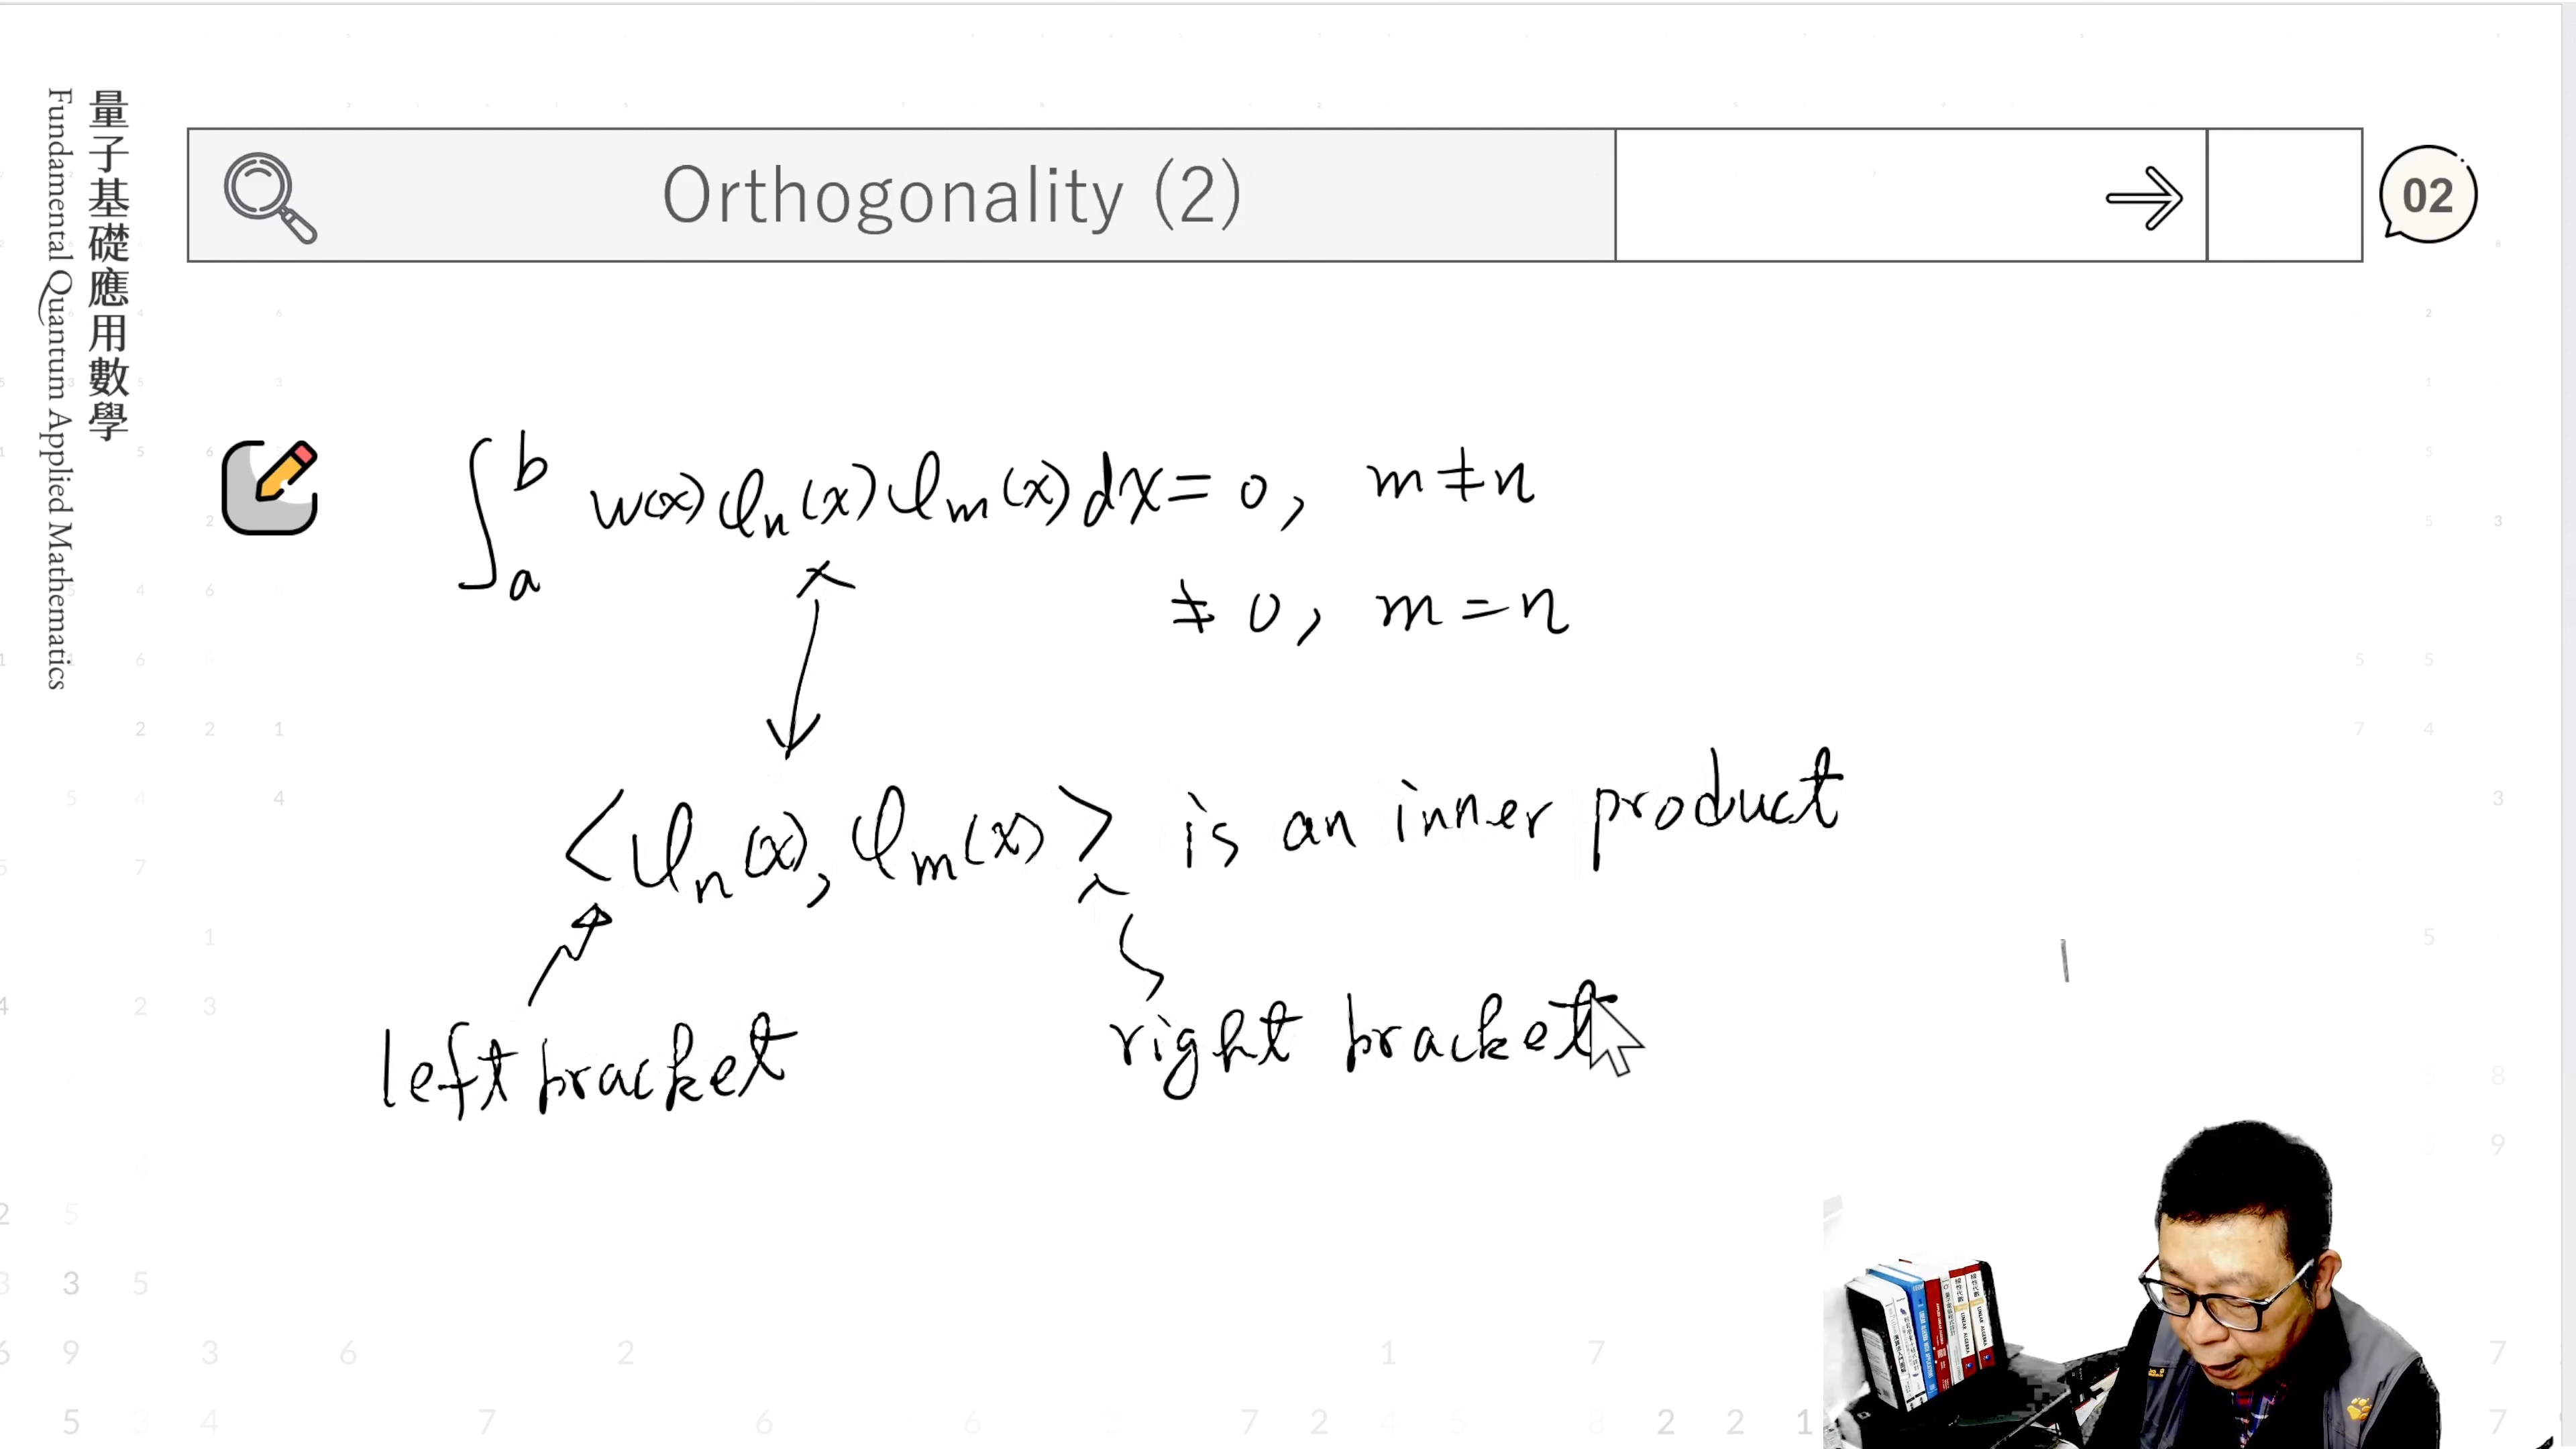 量子基礎應用數學
Fundamental Quantum Applied Mathematics
Orthogonality (2)
02
∫_a^b w(x) φ_n(x) φ_m(x) dx = 0, m ≠ n
≠ 0, m = n
<φ_n(x), φ_m(x)> is an inner product
left bracket
right bracket